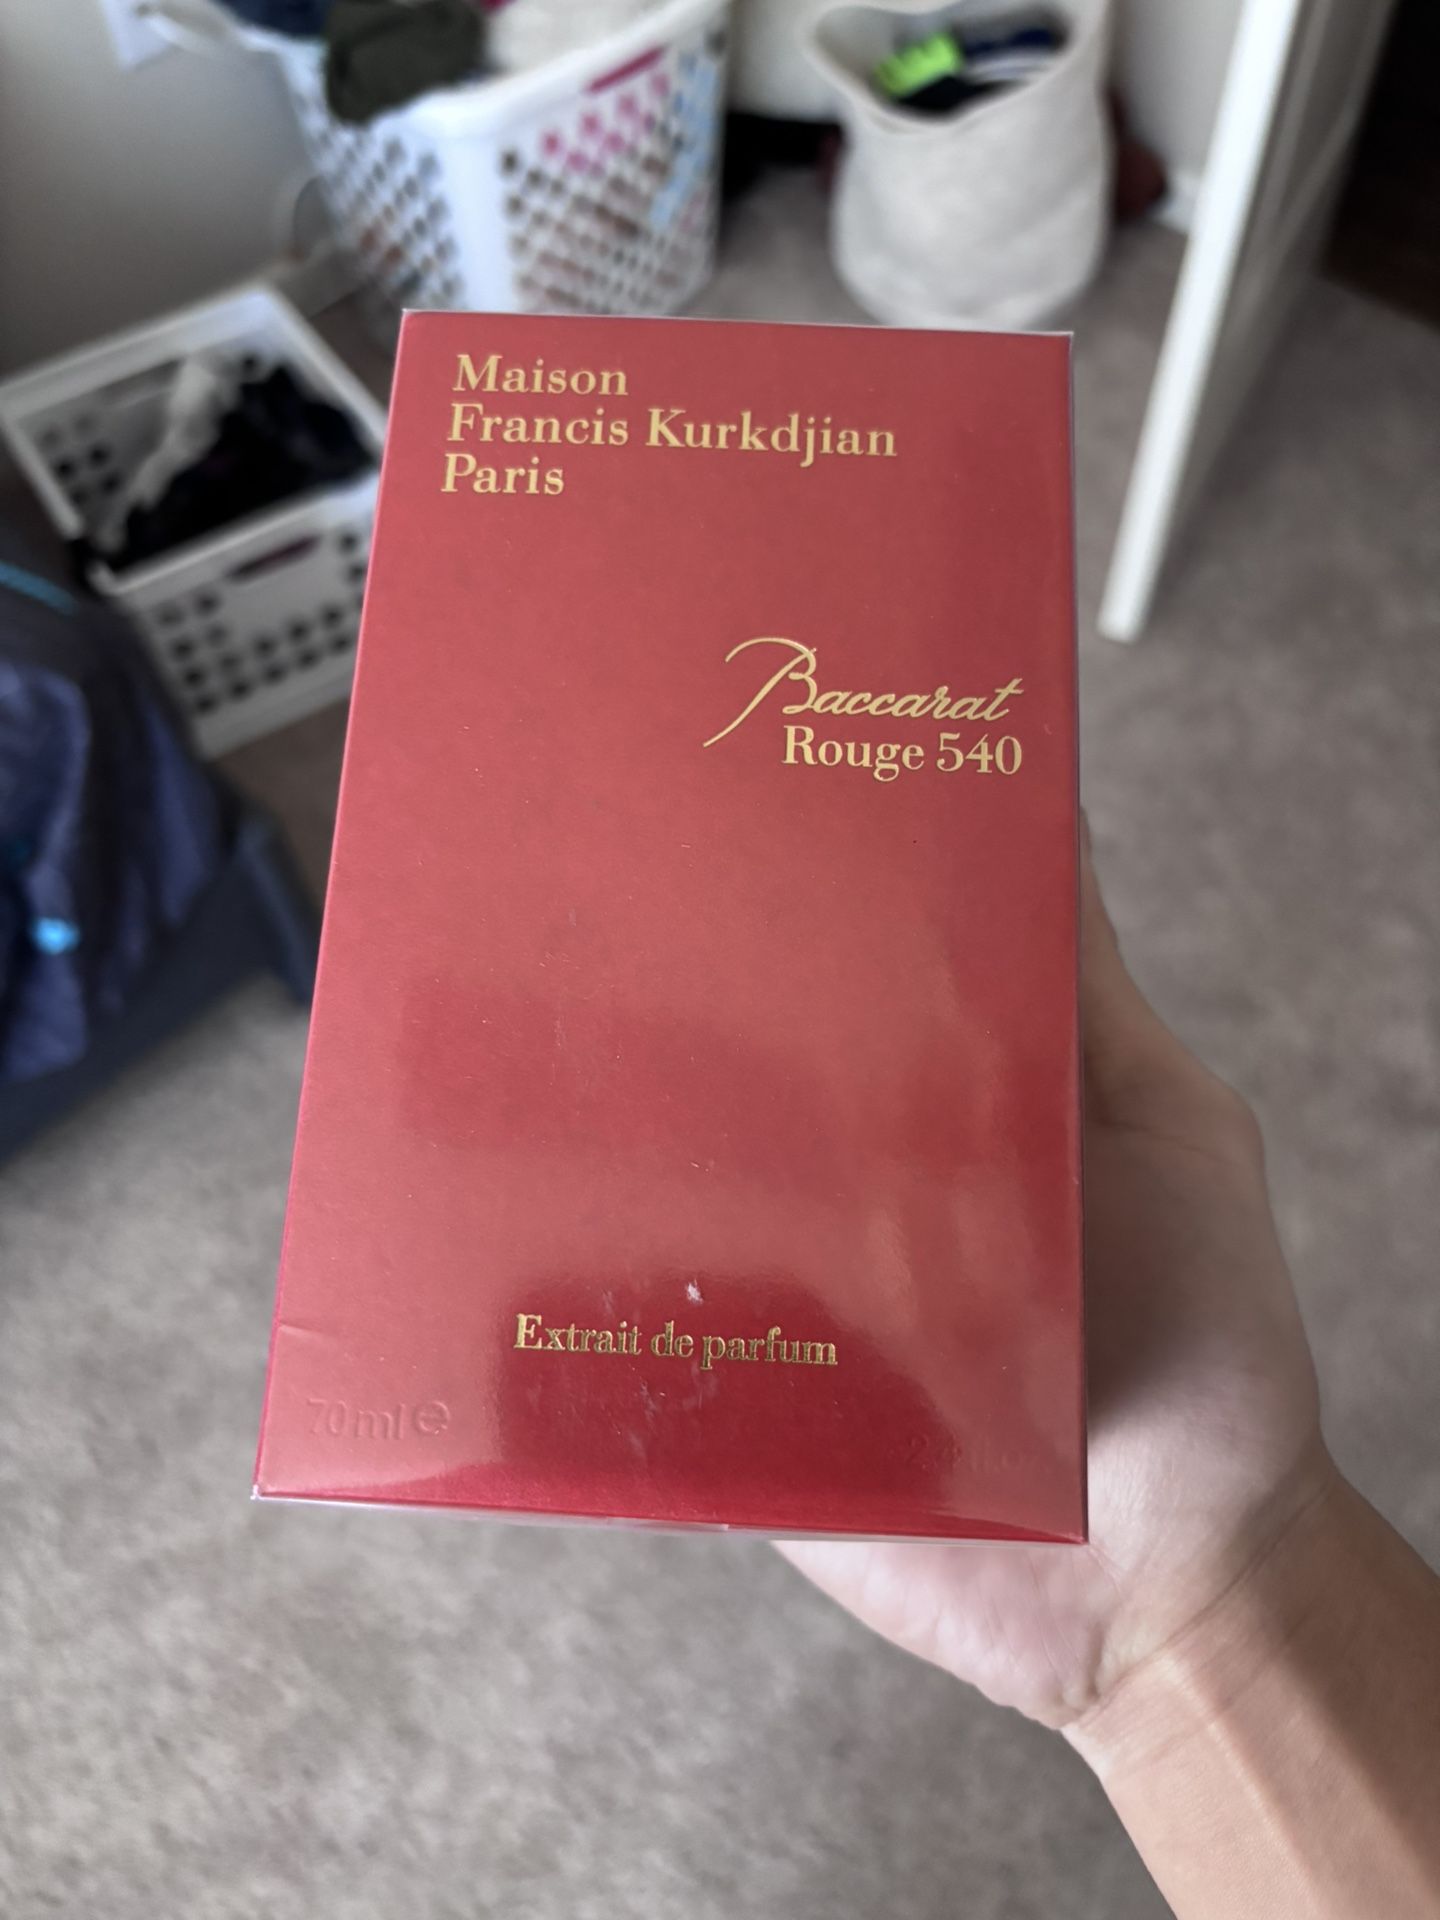 Maison
Francis Kurkdjian
Paris
Baccarat
Rouge 540
Extrait de parfum
70 ml ℮